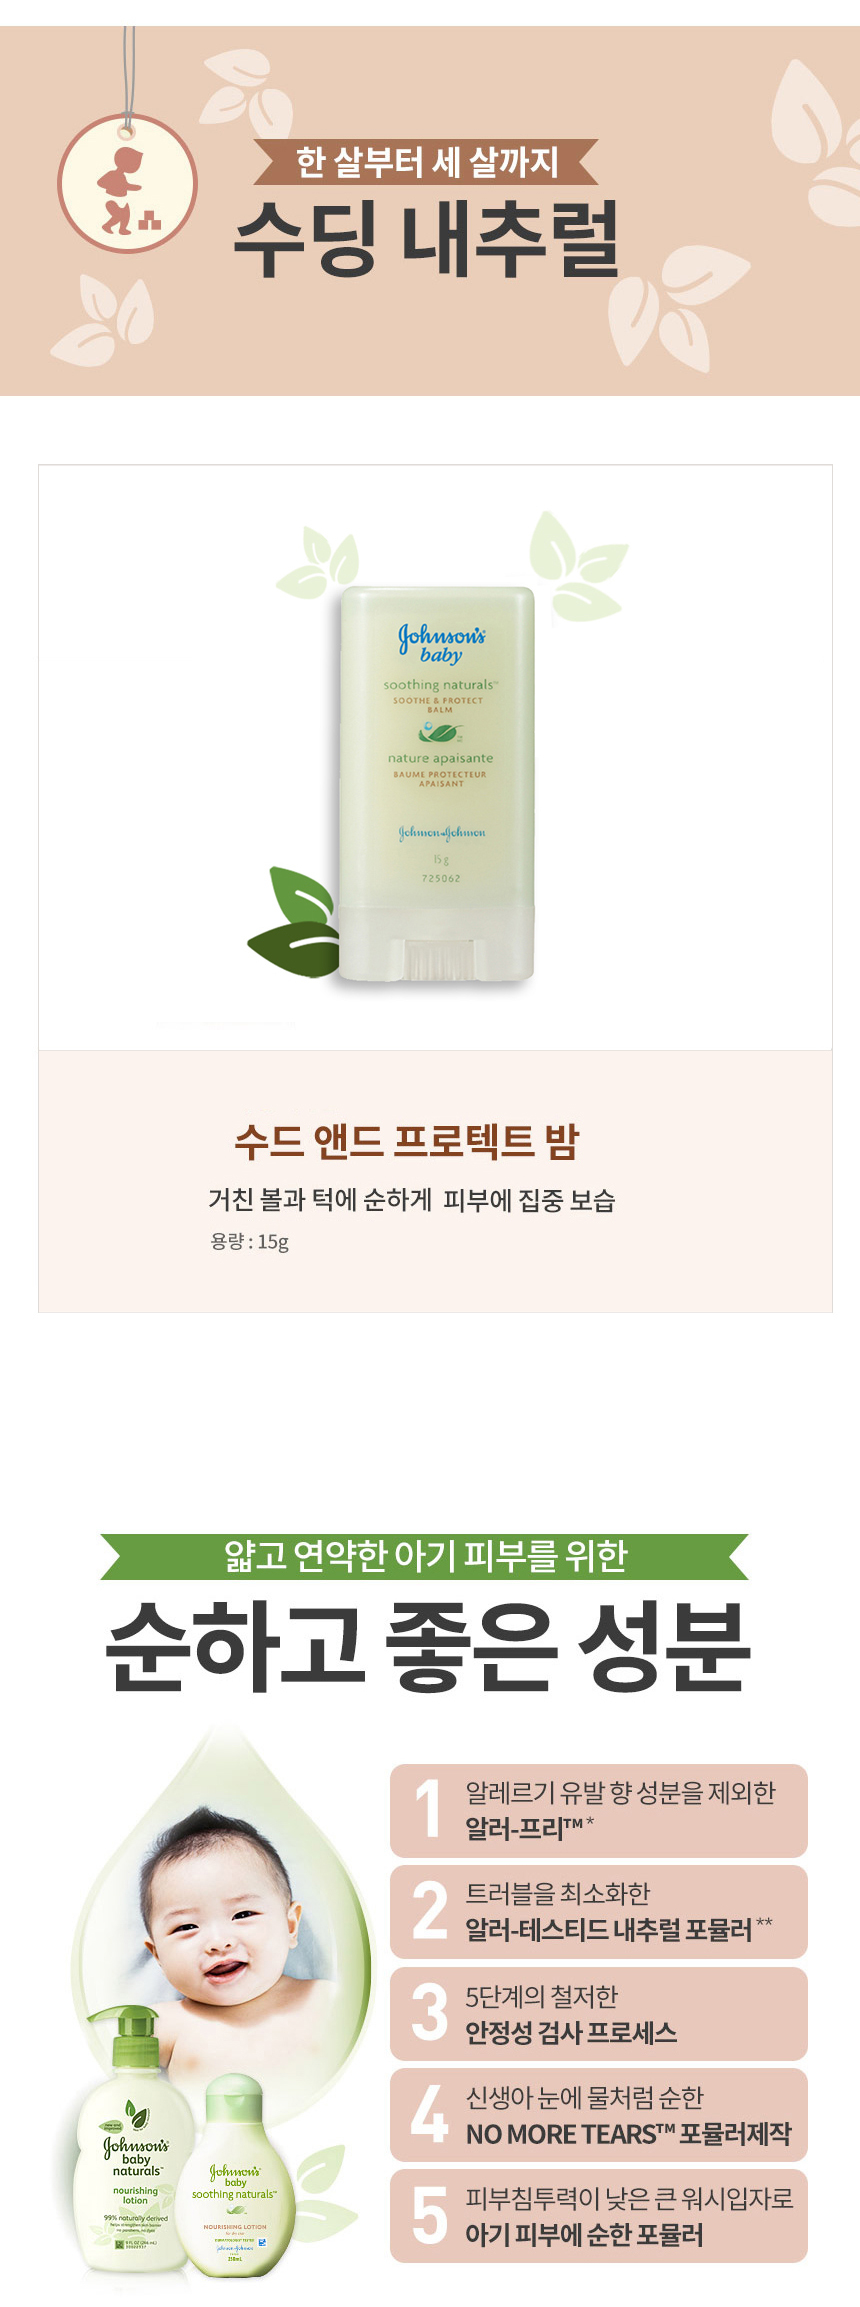 한 살부터 세 살까지
수딩 내추럴
Johnson's
baby
soothing naturals™
SOOTHE & PROTECT
BALM
nature apaisante
BAUME PROTECTEUR
APAISANT
Johnson & Johnson
15 g
725062
수드 앤드 프로텍트 밤
거친 볼과 턱에 순하게 피부에 집중 보습
용량 : 15g
얇고 연약한 아기 피부를 위한
순하고 좋은 성분
1 알레르기 유발 향 성분을 제외한
알러-프리™*
2 트러블을 최소화한
알러-테스티드 내추럴 포뮬러**
3 5단계의 철저한
안정성 검사 프로세스
4 신생아 눈에 물처럼 순한
NO MORE TEARS™ 포뮬러제작
5 피부침투력이 낮은 큰 워시입자로
아기 피부에 순한 포뮬러
Johnson's
baby
naturals™
nourishing
lotion
99% naturally derived
Johnson's
baby
soothing naturals™
NOURISHING LOTION